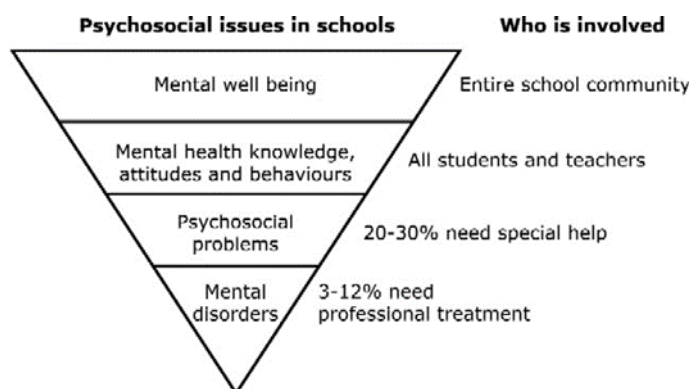 Psychosocial issues in schools
Who is involved
Mental well being
Entire school community
Mental health knowledge,
attitudes and behaviours
All students and teachers
Psychosocial
problems
20-30% need special help
Mental
disorders
3-12% need
professional treatment